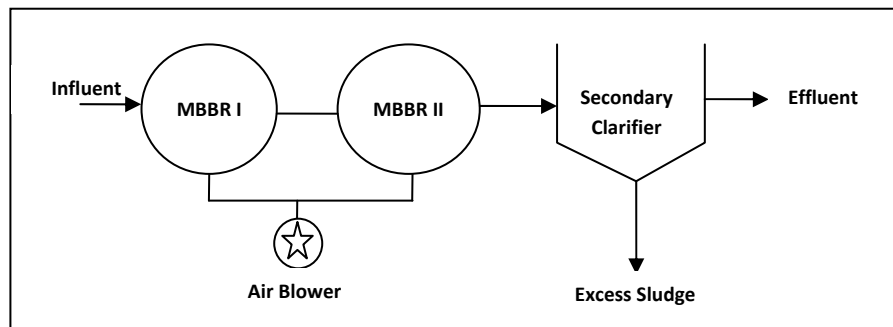 Influent
MBBR I
MBBR II
Secondary
Clarifier
Effluent
Air Blower
Excess Sludge